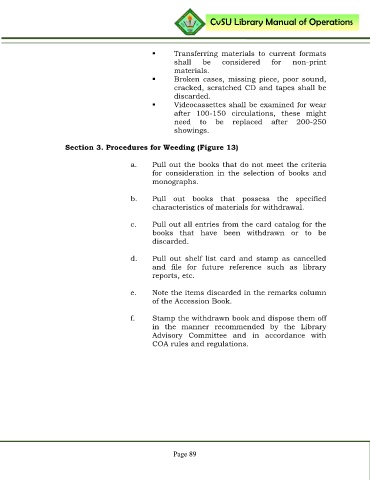 CvSU Library Manual of Operations
▪ Transferring materials to current formats
shall be considered for non-print
materials.
▪ Broken cases, missing piece, poor sound,
cracked, scratched CD and tapes shall be
discarded.
▪ Videocassettes shall be examined for wear
after 100-150 circulations, these might
need to be replaced after 200-250
showings.
Section 3. Procedures for Weeding (Figure 13)
a. Pull out the books that do not meet the criteria
for consideration in the selection of books and
monographs.
b. Pull out books that possess the specified
characteristics of materials for withdrawal.
c. Pull out all entries from the card catalog for the
books that have been withdrawn or to be
discarded.
d. Pull out shelf list card and stamp as cancelled
and file for future reference such as library
reports, etc.
e. Note the items discarded in the remarks column
of the Accession Book.
f. Stamp the withdrawn book and dispose them off
in the manner recommended by the Library
Advisory Committee and in accordance with
COA rules and regulations.
Page 89